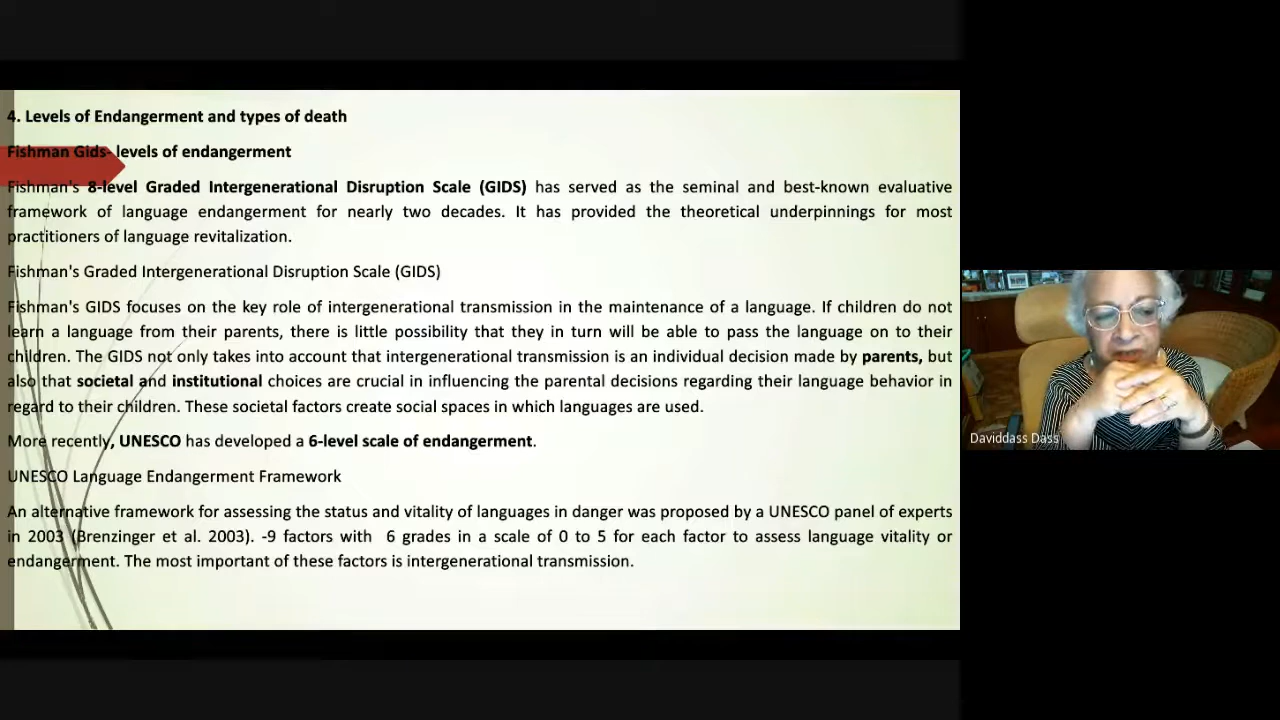 4. Levels of Endangerment and types of death
Fishman Gids- levels of endangerment
Fishman's 8-level Graded Intergenerational Disruption Scale (GIDS) has served as the seminal and best-known evaluative
framework of language endangerment for nearly two decades. It has provided the theoretical underpinnings for most
practitioners of language revitalization.
Fishman's Graded Intergenerational Disruption Scale (GIDS)
Fishman's GIDS focuses on the key role of intergenerational transmission in the maintenance of a language. If children do not
learn a language from their parents, there is little possibility that they in turn will be able to pass the language on to their
children. The GIDS not only takes into account that intergenerational transmission is an individual decision made by parents, but
also that societal and institutional choices are crucial in influencing the parental decisions regarding their language behavior in
regard to their children. These societal factors create social spaces in which languages are used.
More recently, UNESCO has developed a 6-level scale of endangerment.
UNESCO Language Endangerment Framework
An alternative framework for assessing the status and vitality of languages in danger was proposed by a UNESCO panel of experts
in 2003 (Brenzinger et al. 2003). -9 factors with 6 grades in a scale of 0 to 5 for each factor to assess language vitality or
endangerment. The most important of these factors is intergenerational transmission.
Daviddass Dass